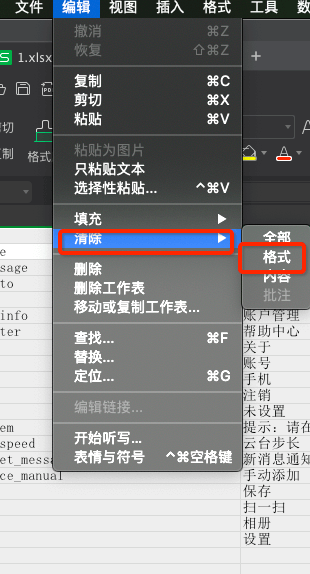 文件 编辑 视图 插入 格式 工具 数
撤消 ⌘Z
恢复 ⇧⌘Z
S 1.xlsx +
复制 ⌘C
剪切 ⌘X
粘贴 ⌘V
剪切
复制 格式
粘贴为图片
只粘贴文本
选择性粘贴... ^⌘V
A
填充 ▶
清除 ▶
全部
格式
内容
批注
删除
删除工作表
移动或复制工作表...
查找... ⌘F
替换...
定位... ⌘G
编辑链接...
开始听写...
表情与符号 ^⌘空格键
e
sage
to
info
ter
em
speed
et_messa
ce_manual
账户管理
帮助中心
关于
账号
手机
注销
未设置
提示：请在
云台步长
新消息通知
手动添加
保存
扫一扫
相册
设置